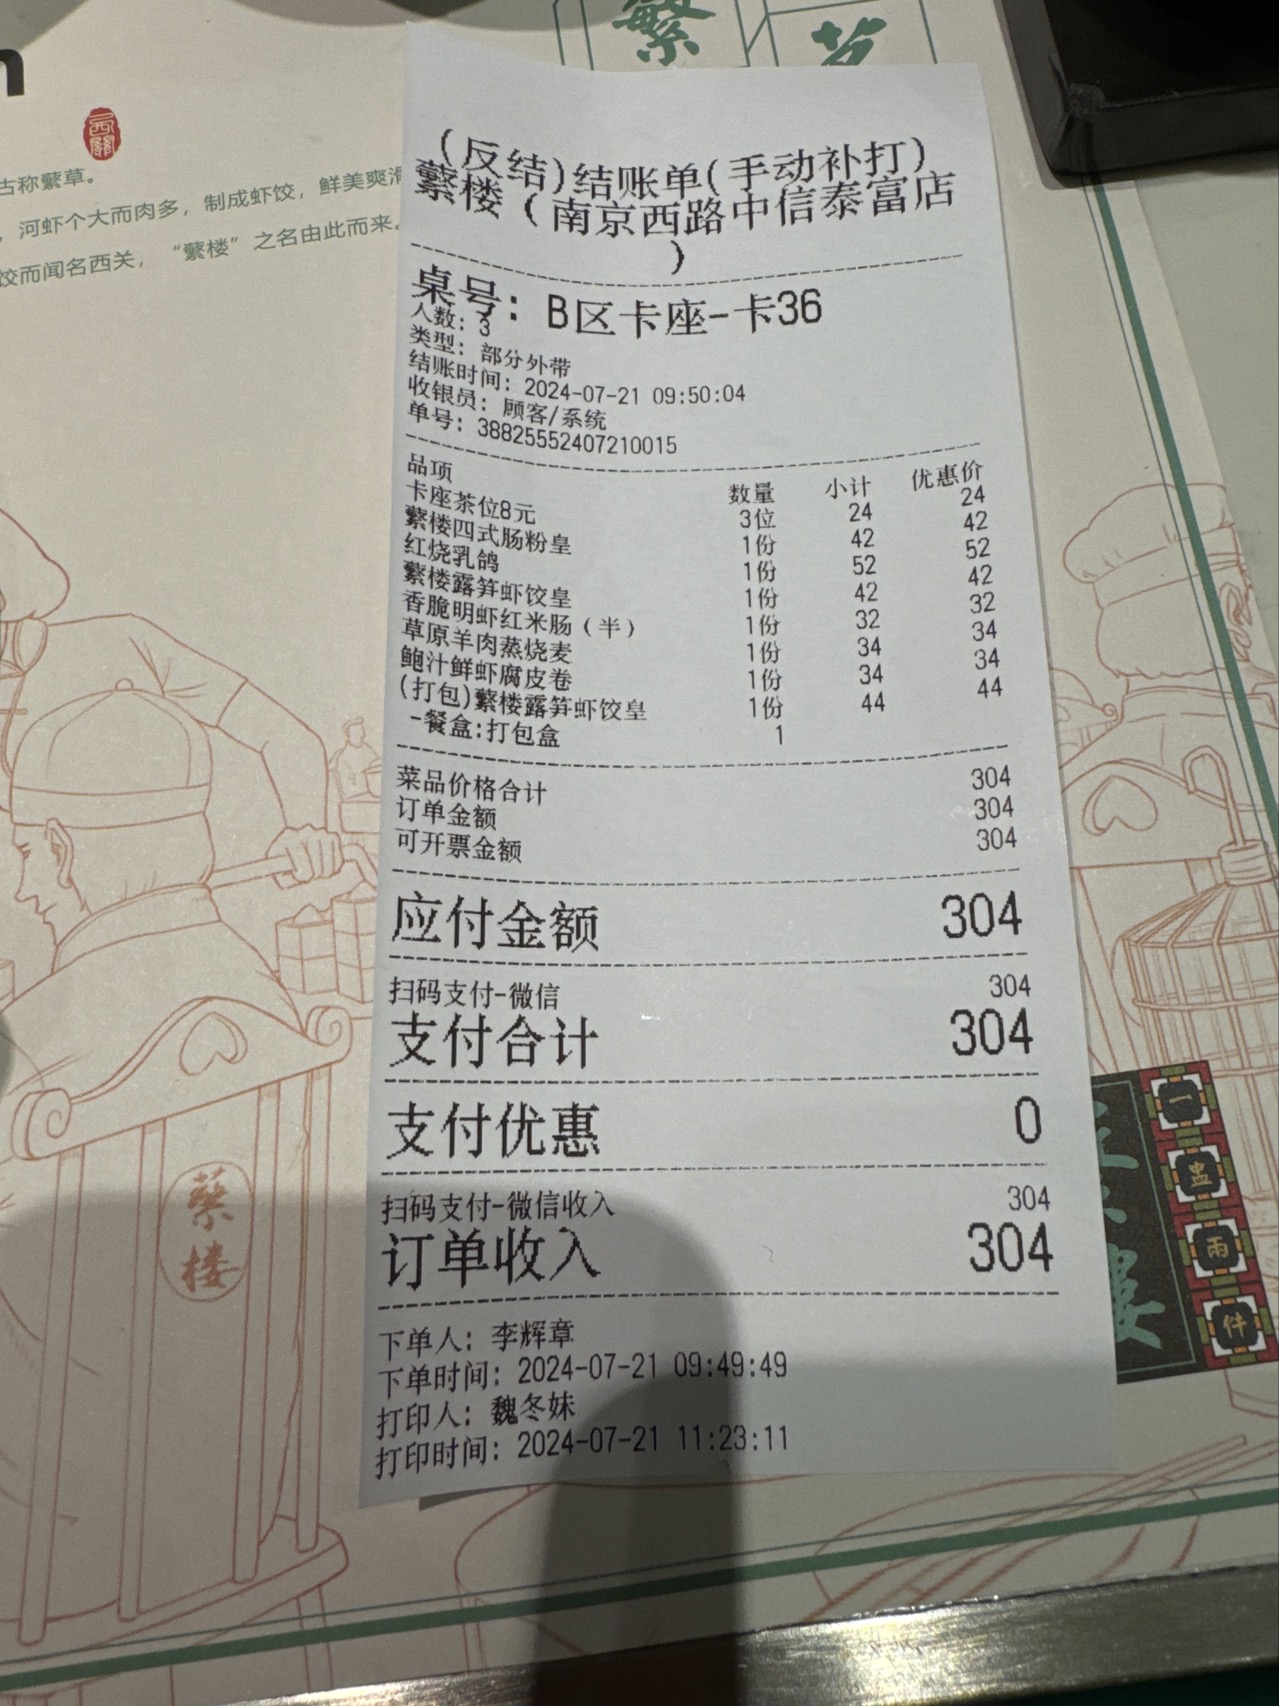 繁
西關
古称蘩草。
，河虾个大而肉多，制成虾饺，鲜美爽滑
饺而闻名西关，“蘩楼”之名由此而来。
(反结)结账单(手动补打)
蘩楼（南京西路中信泰富店
）
桌号：B区卡座-卡36
人数：3
类型：部分外带
结账时间：2024-07-21 09:50:04
收银员：顾客/系统
单号：38825552407210015
品项 数量 小计 优惠价
卡座茶位8元 3位 24 24
蘩楼四式肠粉皇 1份 42 42
红烧乳鸽 1份 52 52
蘩楼露笋虾饺皇 1份 42 42
香脆明虾红米肠（半） 1份 32 32
草原羊肉蒸烧麦 1份 34 34
鲍汁鲜虾腐皮卷 1份 34 34
(打包)蘩楼露笋虾饺皇 1份 44 44
-餐盒:打包盒 1
菜品价格合计 304
订单金额 304
可开票金额 304
应付金额 304
扫码支付-微信 304
支付合计 304
支付优惠 0
扫码支付-微信收入 304
订单收入 304
下单人：李辉章
下单时间：2024-07-21 09:49:49
打印人：魏冬妹
打印时间：2024-07-21 11:23:11
蘩楼
一盅兩件